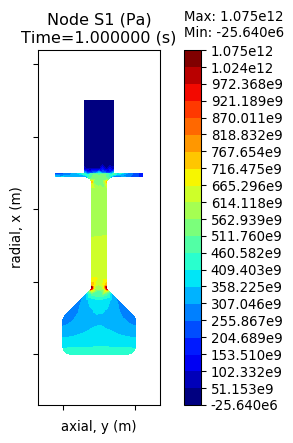 Node S1 (Pa)
Time=1.000000 (s)
Max: 1.075e12
Min: -25.640e6
1.075e12
1.024e12
972.368e9
921.189e9
870.011e9
818.832e9
767.654e9
716.475e9
665.296e9
614.118e9
562.939e9
511.760e9
460.582e9
409.403e9
358.225e9
307.046e9
255.867e9
204.689e9
153.510e9
102.332e9
51.153e9
-25.640e6
radial, x (m)
axial, y (m)